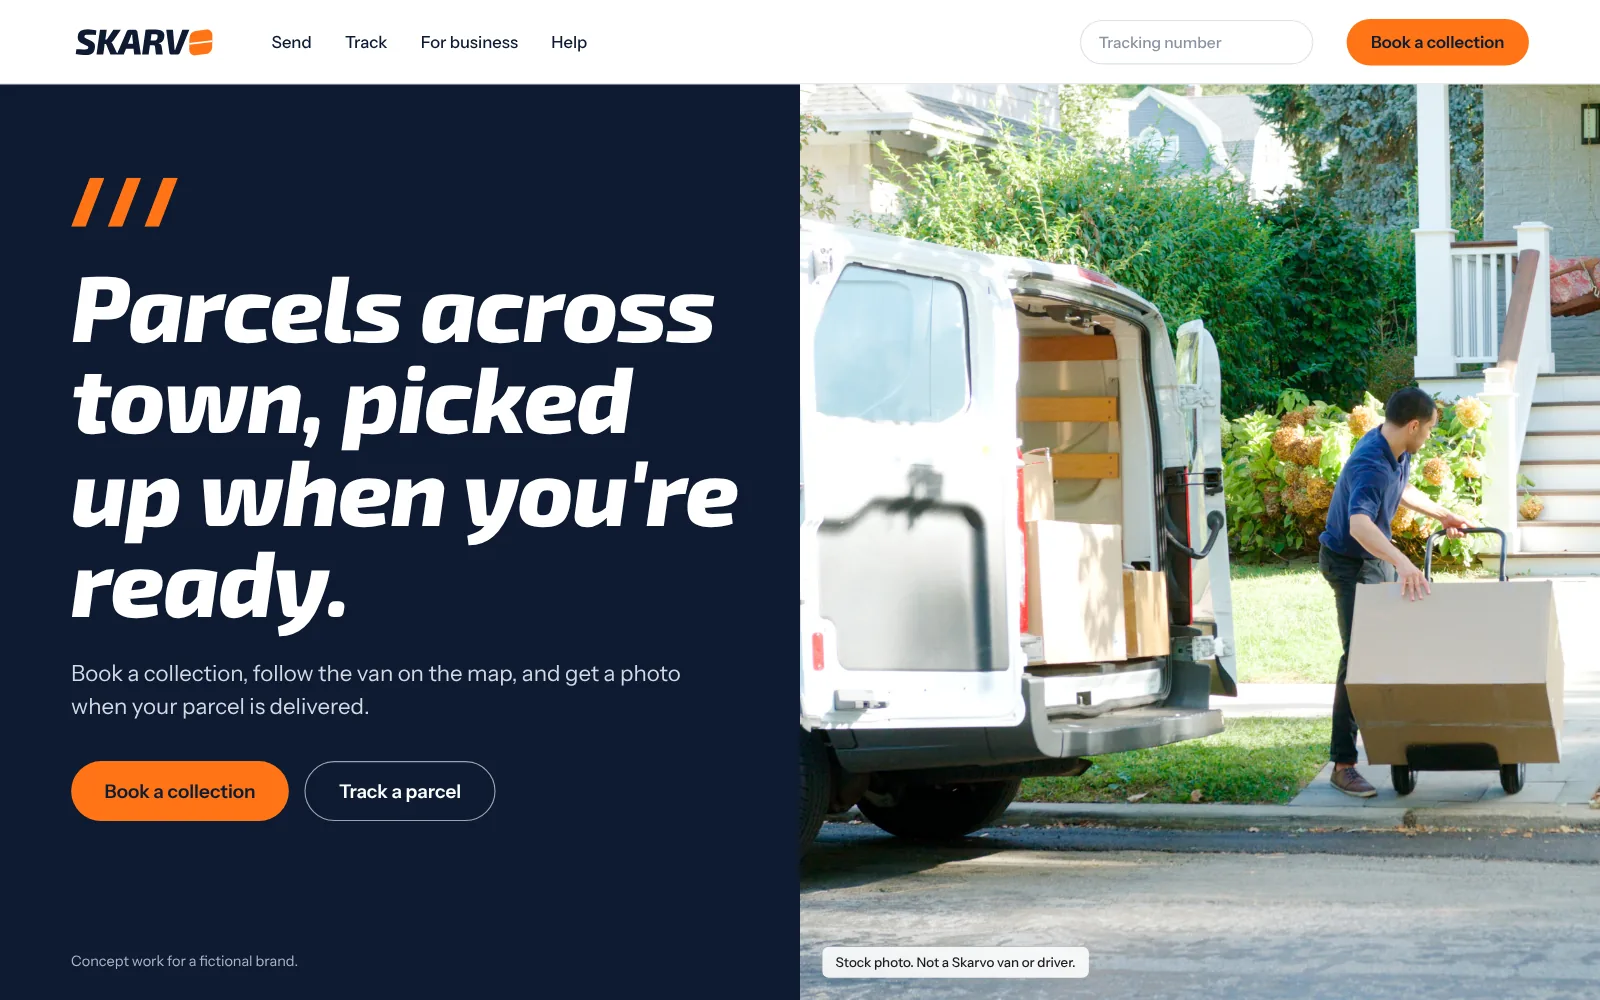 SKARVO
Send
Track
For business
Help
Tracking number
Book a collection
Parcels across
town, picked
up when you're
ready.
Book a collection, follow the van on the map, and get a photo
when your parcel is delivered.
Book a collection
Track a parcel
Concept work for a fictional brand.
Stock photo. Not a Skarvo van or driver.